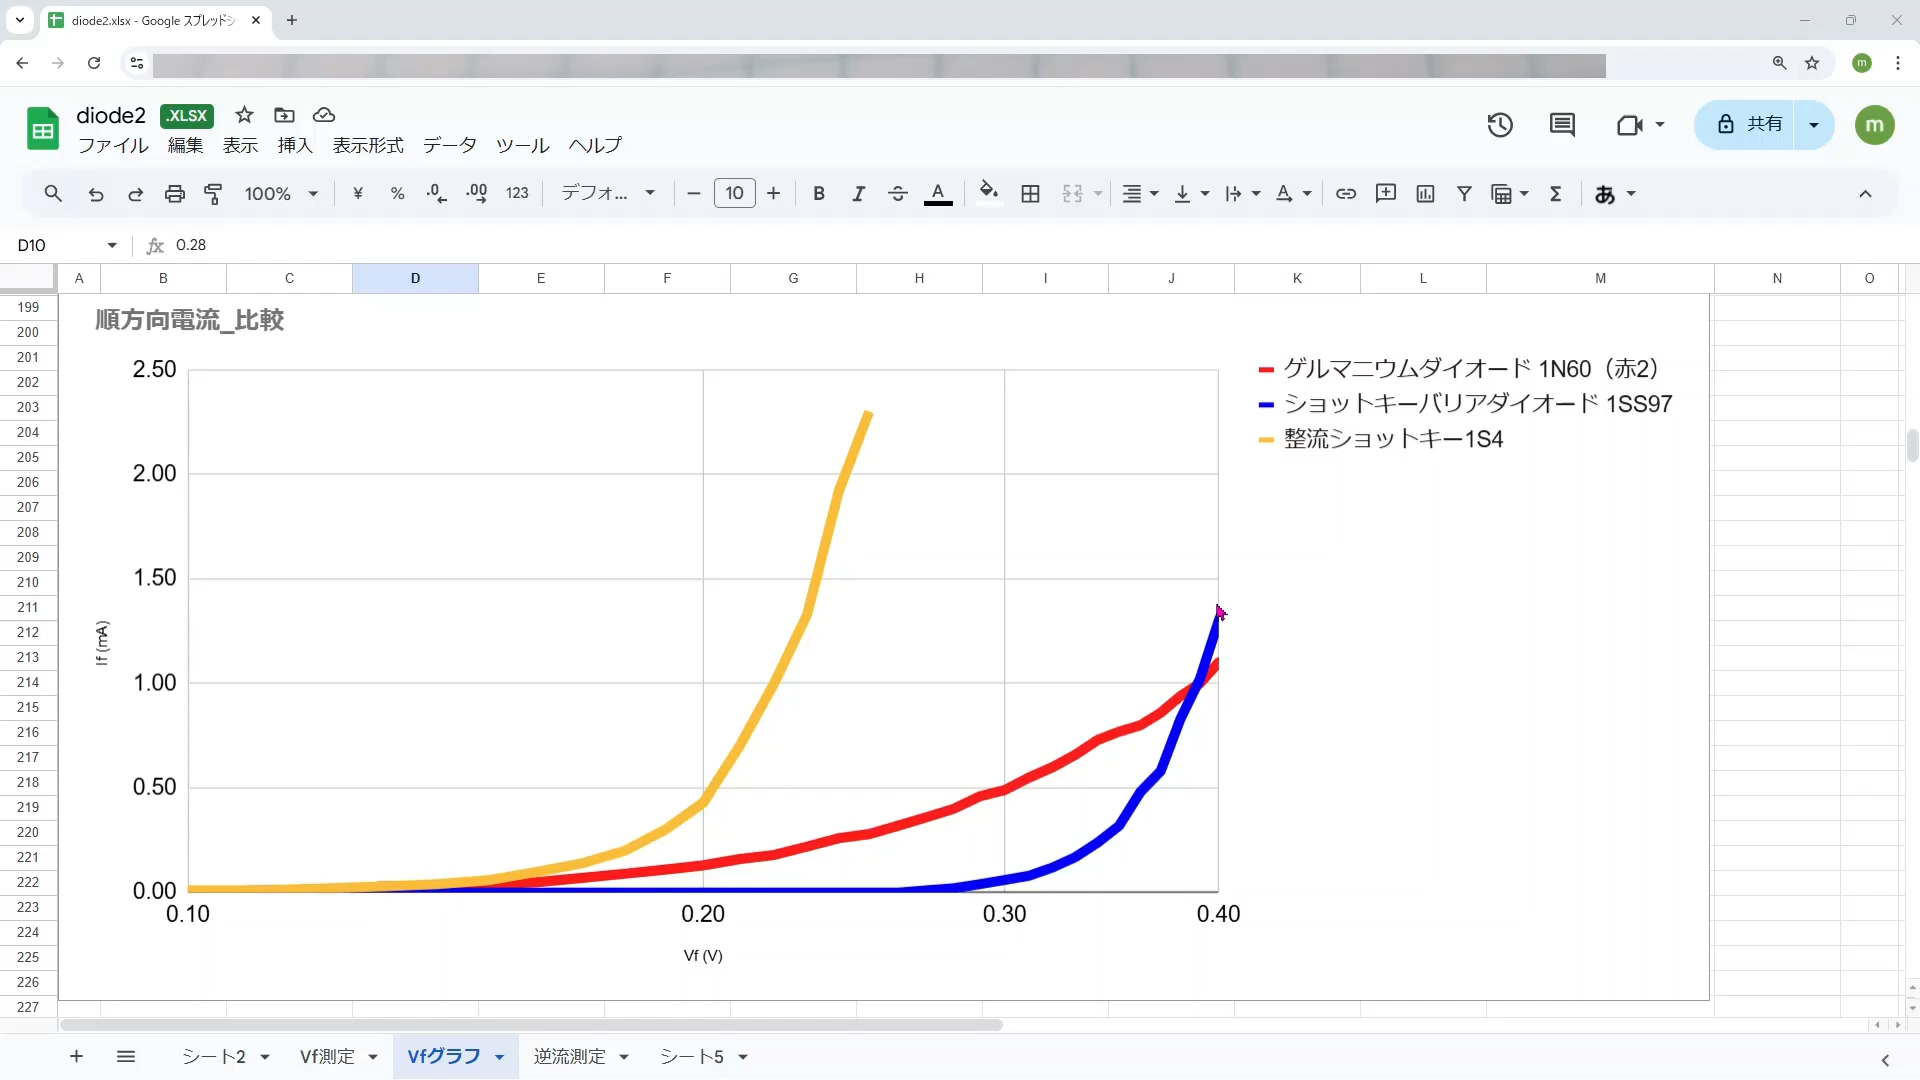 diode2.xlsx - Google スプレッドシ
m
diode2 .XLSX
ファイル 編集 表示 挿入 表示形式 データ ツール ヘルプ
共有
m
100% ¥ % .0 .00 123 デフォ... 10 B I A あ
D10 fx 0.28
A B C D E F G H I J K L M N O
199
200
201
202
203
204
205
206
207
208
209
210
211
212
213
214
215
216
217
218
219
220
221
222
223
224
225
226
227
順方向電流_比較
ゲルマニウムダイオード 1N60（赤2）
ショットキーバリアダイオード 1SS97
整流ショットキー1S4
2.50
2.00
1.50
1.00
0.50
0.00
If (mA)
0.10 0.20 0.30 0.40
Vf (V)
シート2 Vf測定 Vfグラフ 逆流測定 シート5